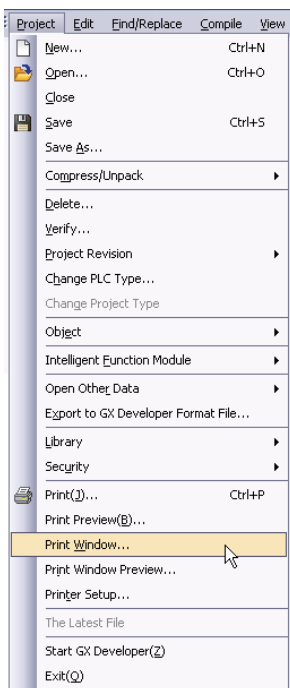 Project Edit Find/Replace Compile View
New... Ctrl+N
Open... Ctrl+O
Close
Save Ctrl+S
Save As...
Compress/Unpack
Delete...
Verify...
Project Revision
Change PLC Type...
Change Project Type
Object
Intelligent Function Module
Open Other Data
Export to GX Developer Format File...
Library
Security
Print(J)... Ctrl+P
Print Preview(B)...
Print Window...
Print Window Preview...
Printer Setup...
The Latest File
Start GX Developer(Z)
Exit(Q)